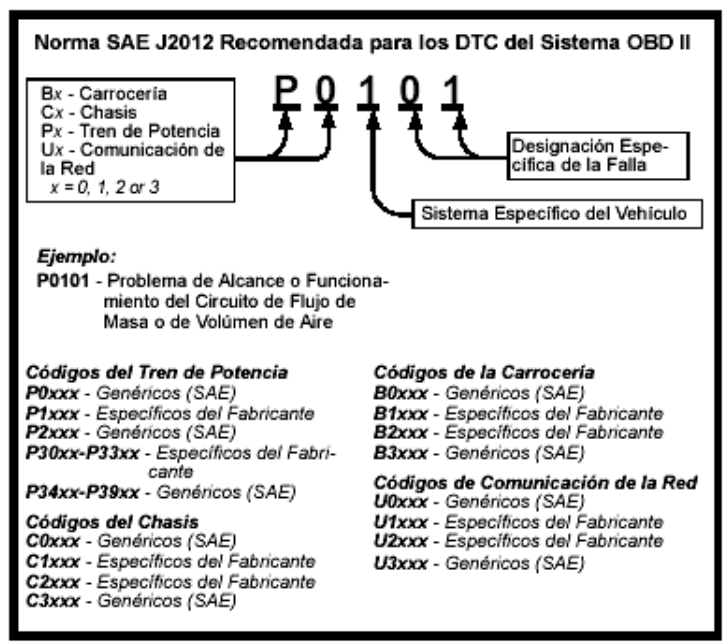 Norma SAE J2012 Recomendada para los DTC del Sistema OBD II
Bx - Carrocería
Cx - Chasis
Px - Tren de Potencia
Ux - Comunicación de
la Red
x = 0, 1, 2 or 3
P 0 1 0 1
Designación Espe-
cífica de la Falla
Sistema Específico del Vehículo
Ejemplo:
P0101 - Problema de Alcance o Funciona-
miento del Circuito de Flujo de
Masa o de Volúmen de Aire
Códigos del Tren de Potencia
P0xxx - Genéricos (SAE)
P1xxx - Específicos del Fabricante
P2xxx - Genéricos (SAE)
P30xx-P33xx - Específicos del Fabri-
cante
P34xx-P39xx - Genéricos (SAE)
Códigos del Chasis
C0xxx - Genéricos (SAE)
C1xxx - Específicos del Fabricante
C2xxx - Específicos del Fabricante
C3xxx - Genéricos (SAE)
Códigos de la Carrocería
B0xxx - Genéricos (SAE)
B1xxx - Específicos del Fabricante
B2xxx - Específicos del Fabricante
B3xxx - Genéricos (SAE)
Códigos de Comunicación de la Red
U0xxx - Genéricos (SAE)
U1xxx - Específicos del Fabricante
U2xxx - Específicos del Fabricante
U3xxx - Genéricos (SAE)